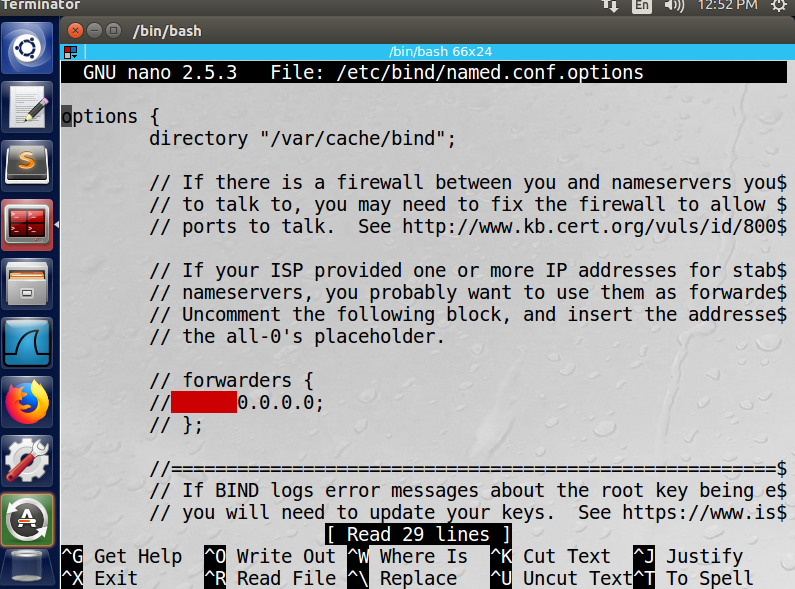 Terminator
En
12:52 PM
/bin/bash
/bin/bash 66x24
GNU nano 2.5.3 File: /etc/bind/named.conf.options
options {
directory "/var/cache/bind";
// If there is a firewall between you and nameservers you$
// to talk to, you may need to fix the firewall to allow $
// ports to talk. See http://www.kb.cert.org/vuls/id/800$
// If your ISP provided one or more IP addresses for stab$
// nameservers, you probably want to use them as forwarde$
// Uncomment the following block, and insert the addresse$
// the all-0's placeholder.
// forwarders {
// 0.0.0.0;
// };
//=======================================================$
// If BIND logs error messages about the root key being e$
// you will need to update your keys. See https://www.is$
[ Read 29 lines ]
^G Get Help ^O Write Out ^W Where Is ^K Cut Text ^J Justify
^X Exit ^R Read File ^\ Replace ^U Uncut Text ^T To Spell